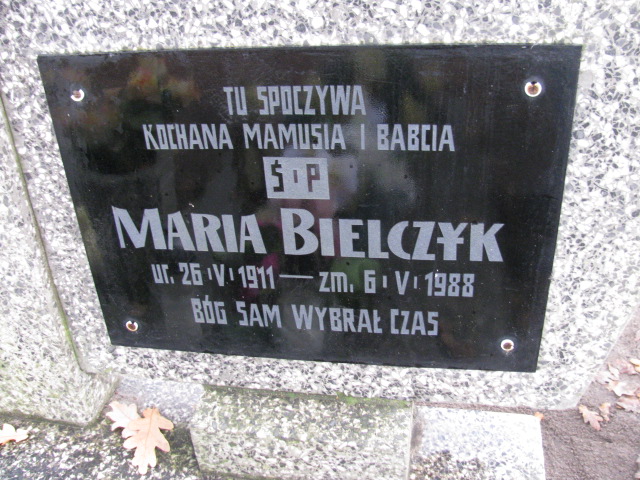 TU SPOCZYWA
KOCHANA MAMUSIA I BABCIA
Ś.P
MARIA BIELCZYK
ur. 26·V·1911 — zm. 6·V·1988
BÓG SAM WYBRAŁ CZAS